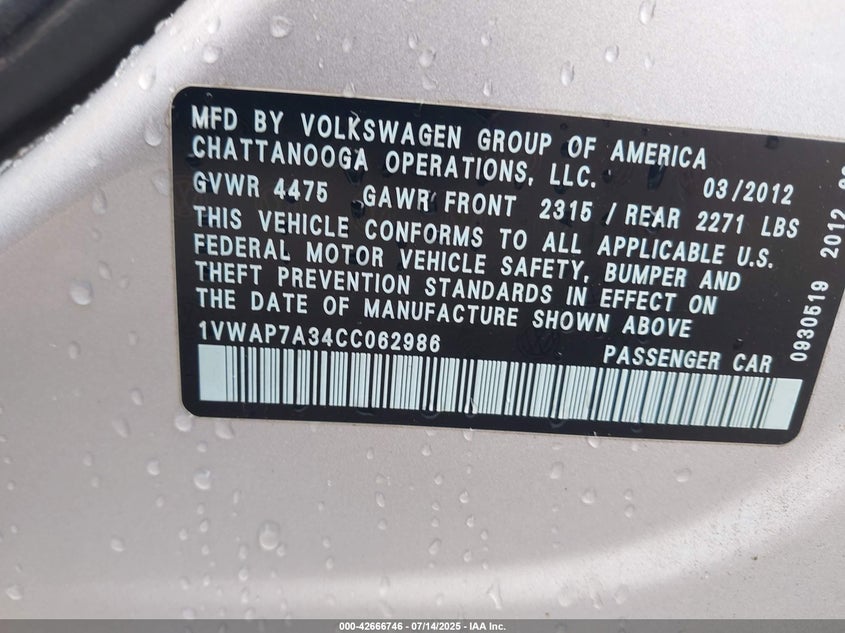 MFD BY VOLKSWAGEN GROUP OF AMERICA
CHATTANOOGA OPERATIONS, LLC. 03/2012
GVWR 4475 GAWR FRONT 2315 / REAR 2271 LBS
THIS VEHICLE CONFORMS TO ALL APPLICABLE U.S.
FEDERAL MOTOR VEHICLE SAFETY, BUMPER AND
THEFT PREVENTION STANDARDS IN EFFECT ON
THE DATE OF MANUFACTURE SHOWN ABOVE
1VWAP7A34CC062986 PASSENGER CAR
0930519 2012
000-42666746 / 07/14/2025 - IAA Inc.